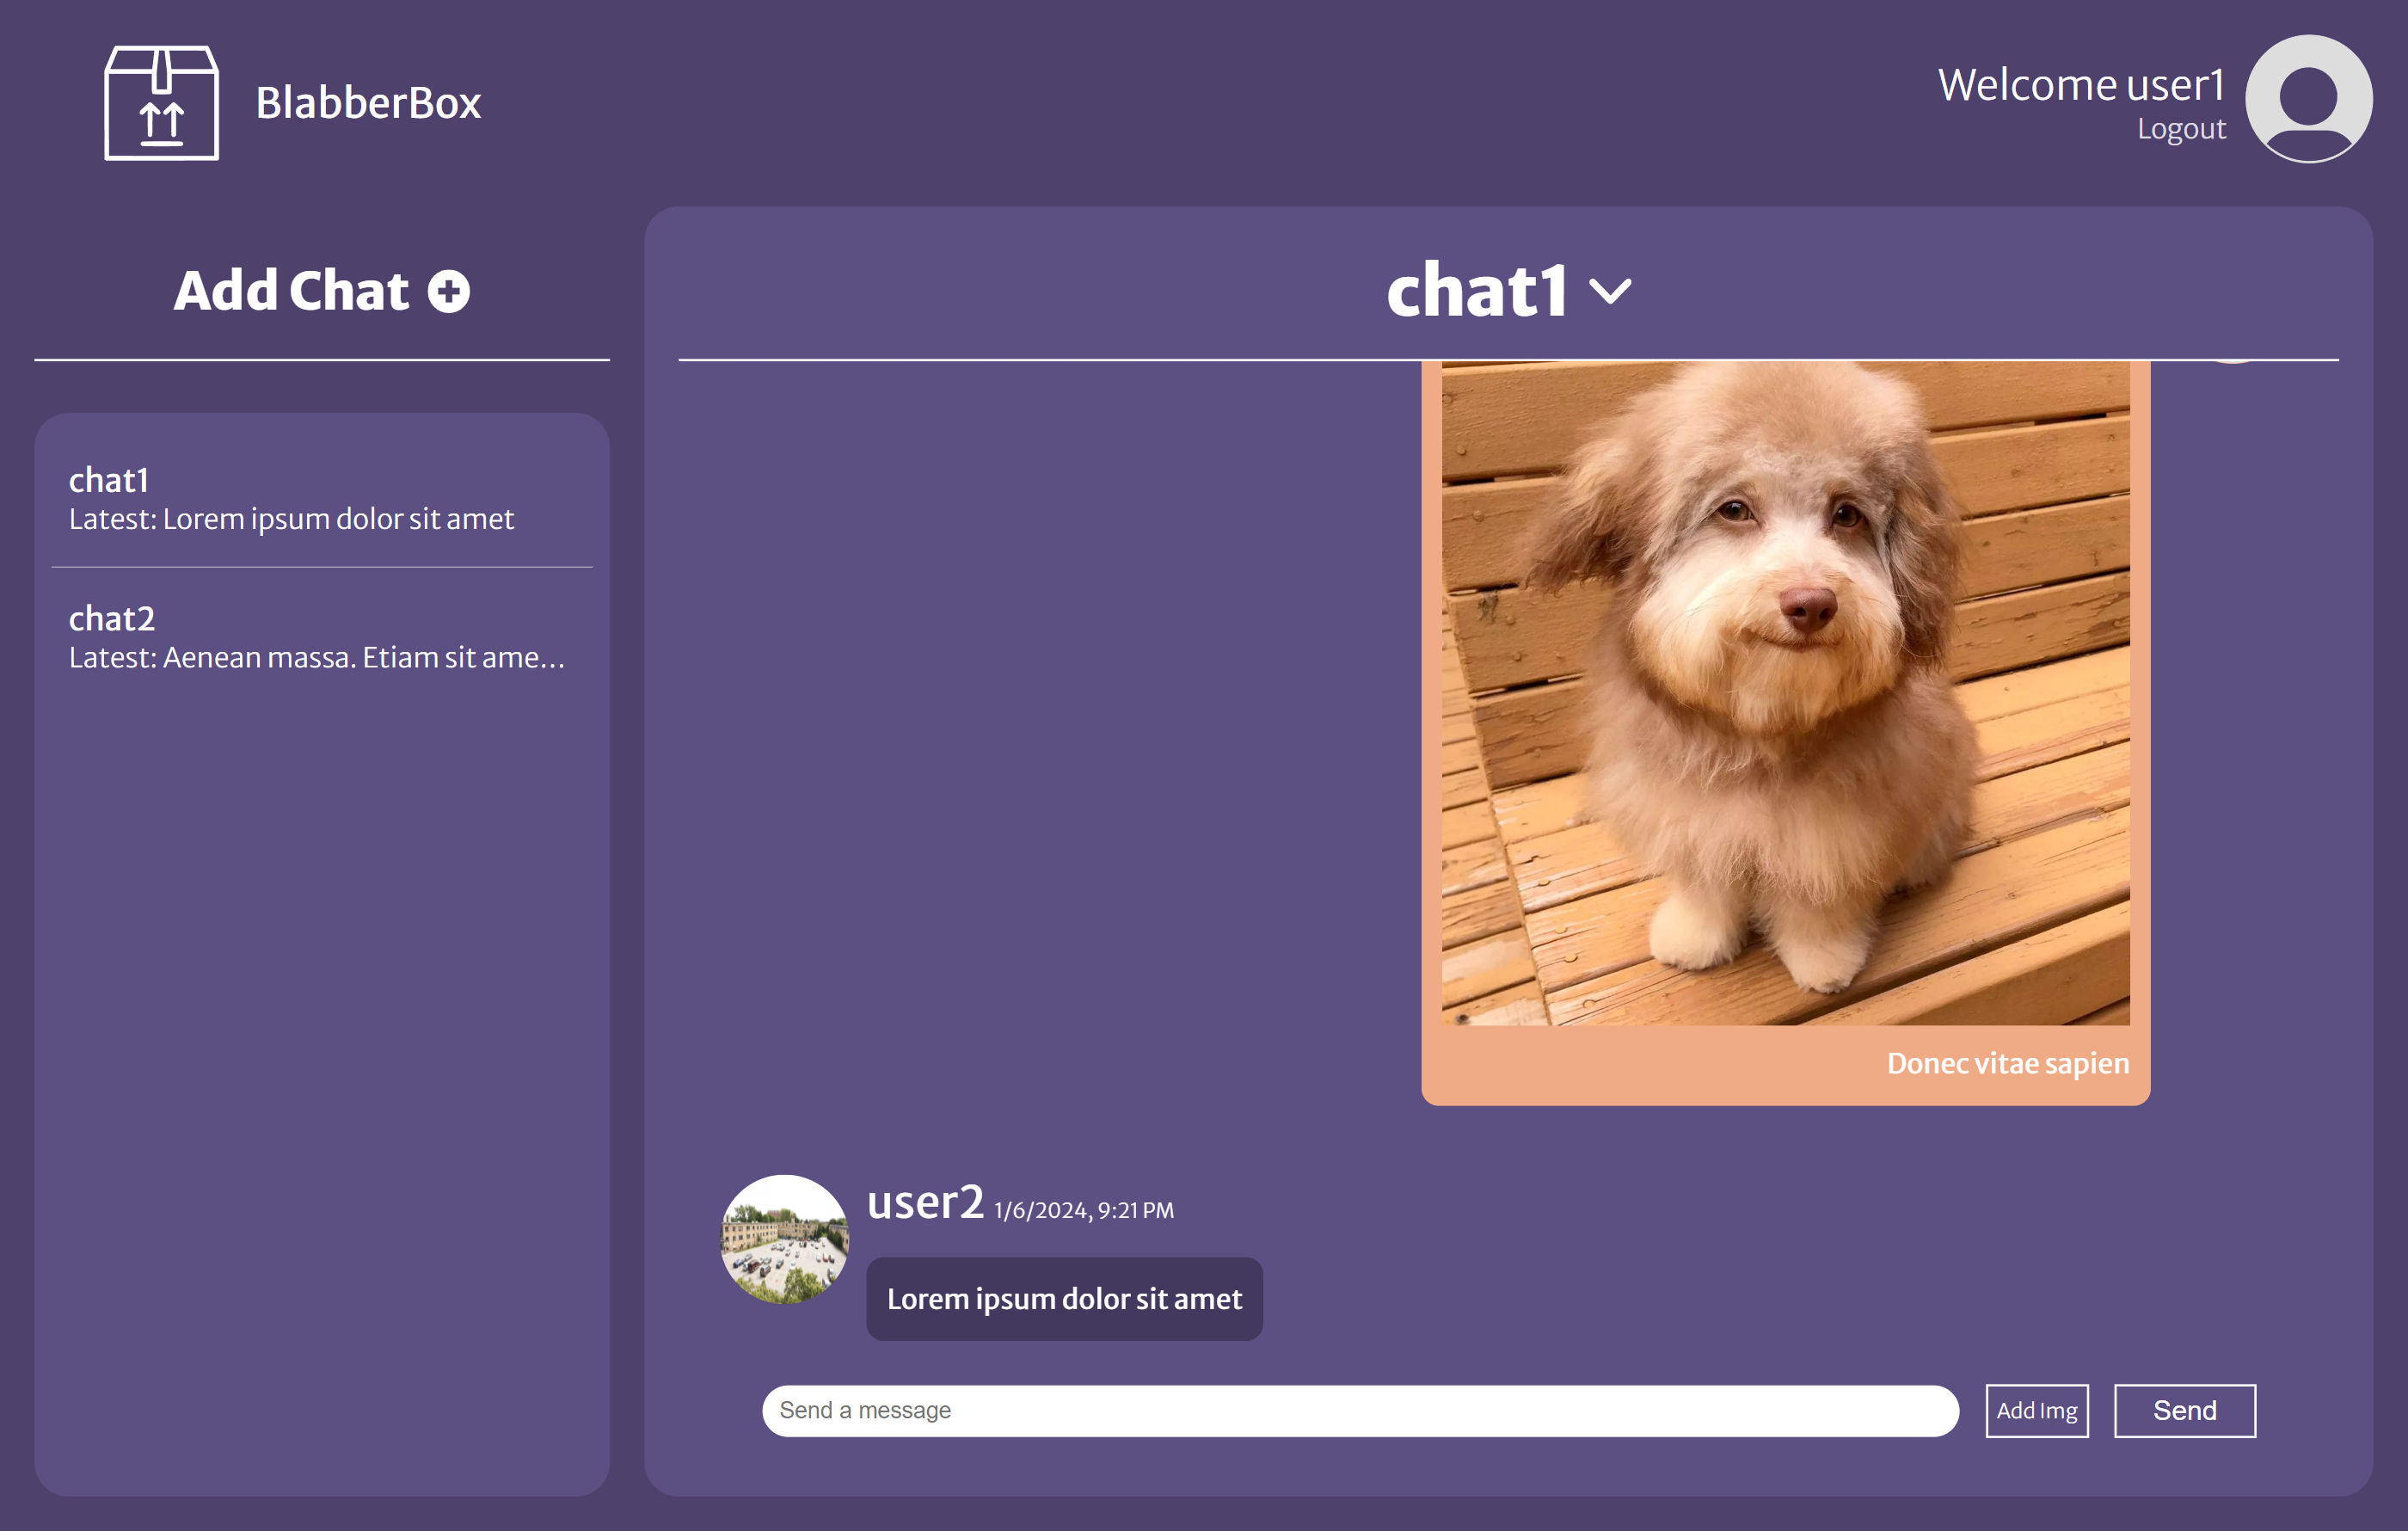 BlabberBox
Welcome user1
Logout
Add Chat
chat1
Latest: Lorem ipsum dolor sit amet
chat2
Latest: Aenean massa. Etiam sit ame...
chat1
Donec vitae sapien
user2 1/6/2024, 9:21 PM
Lorem ipsum dolor sit amet
Send a message
Add Img
Send